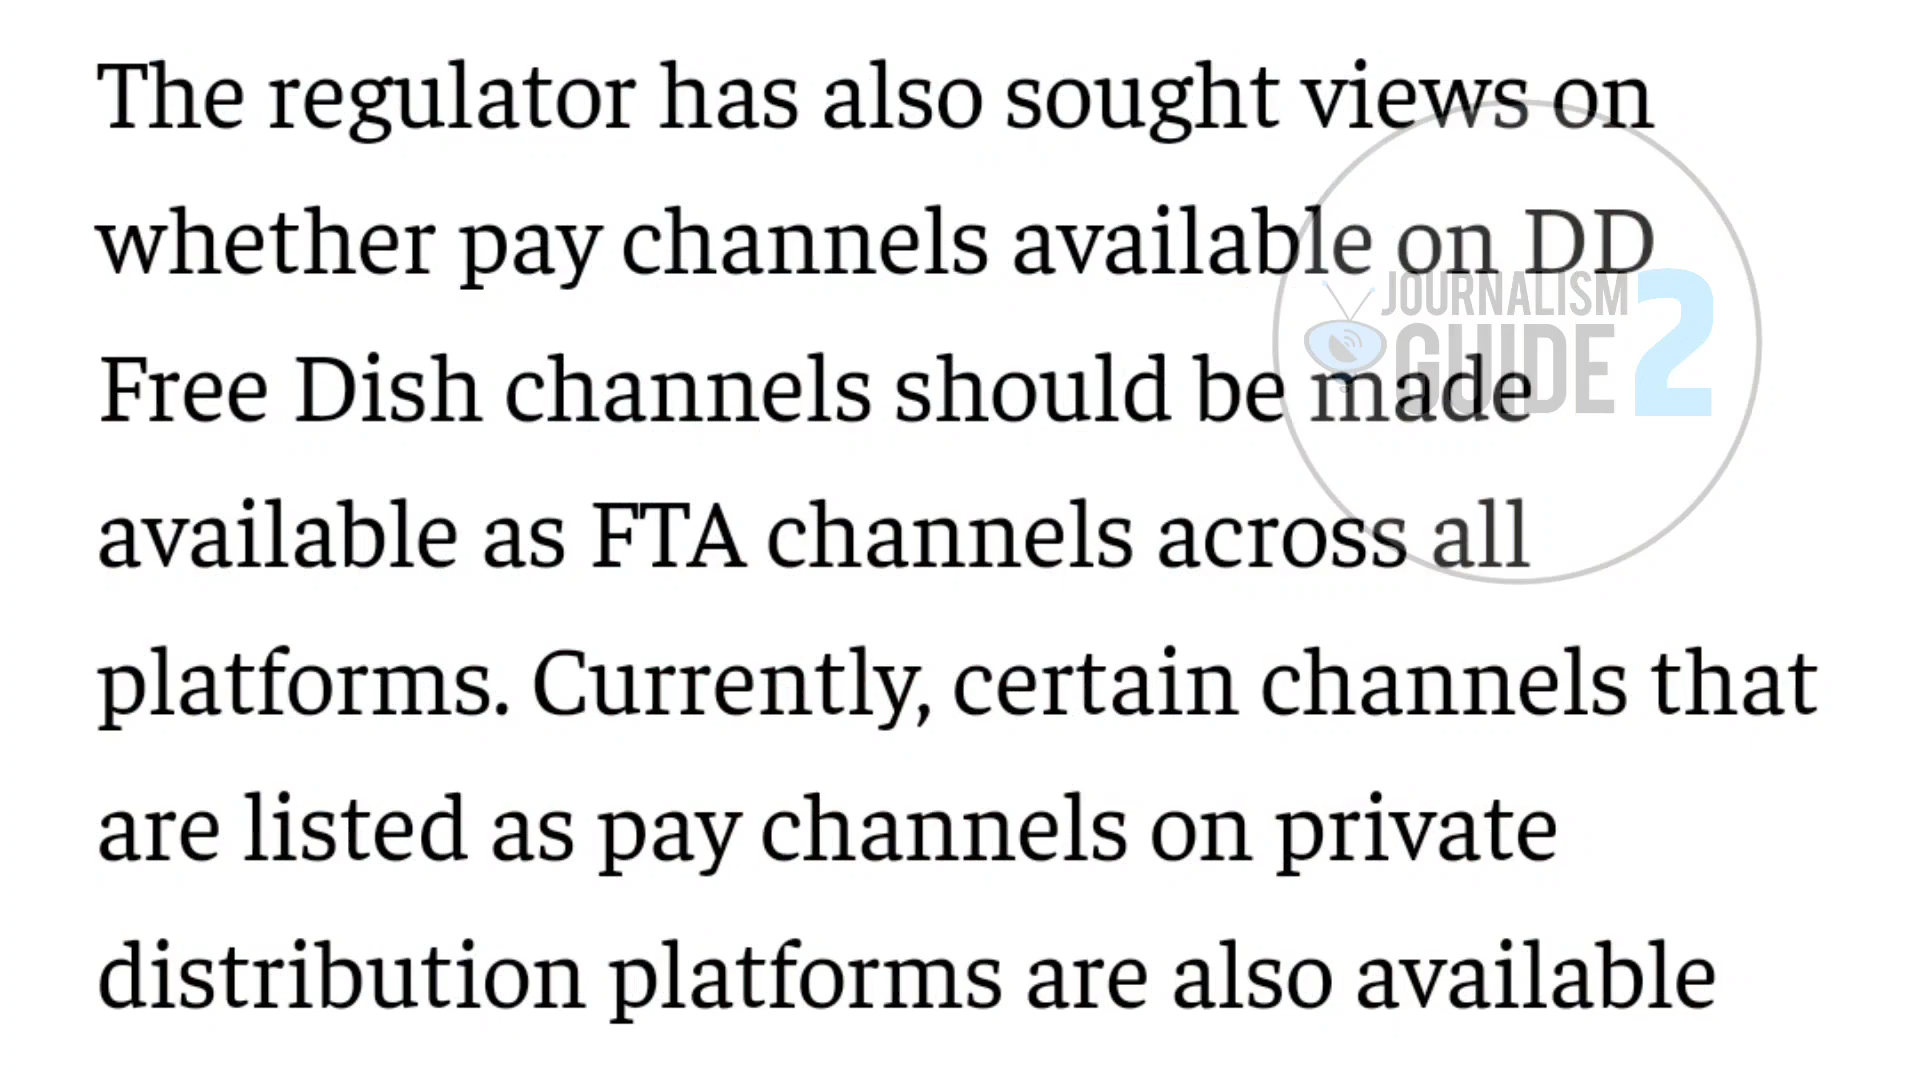 The regulator has also sought views on
whether pay channels available on DD
Free Dish channels should be made
available as FTA channels across all
platforms. Currently, certain channels that
are listed as pay channels on private
distribution platforms are also available
JOURNALISM
GUIDE 2